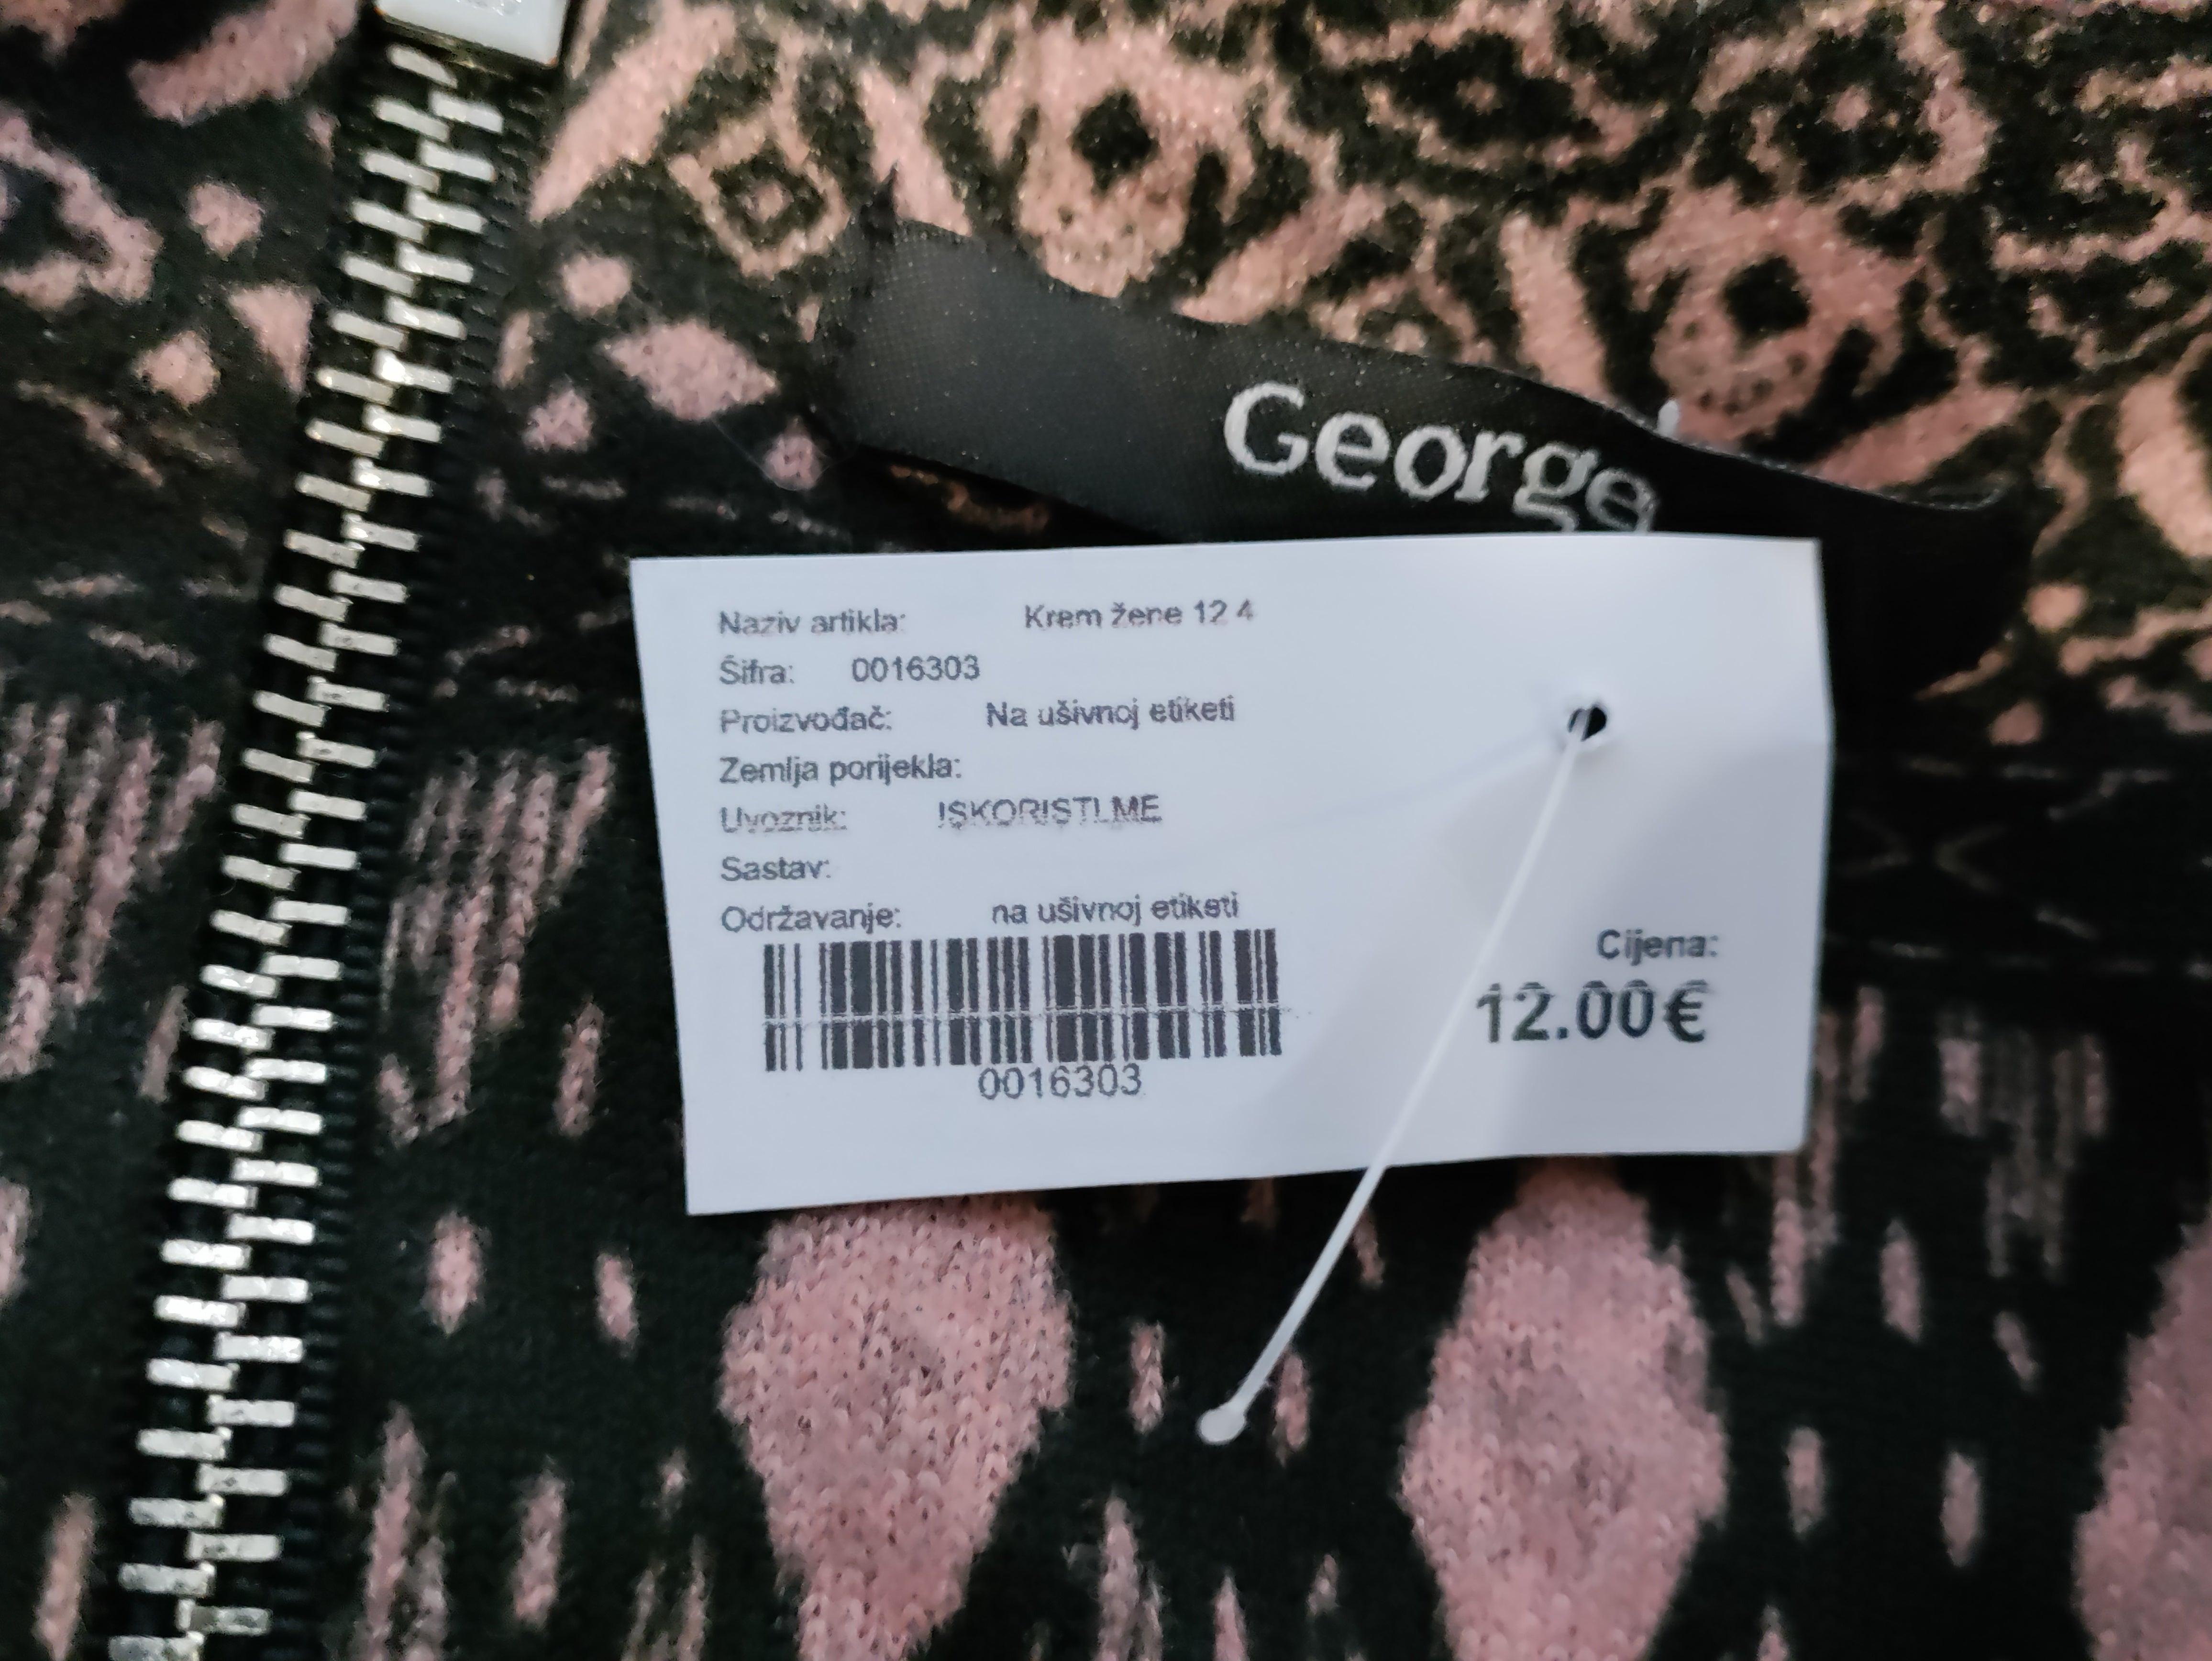 George
Naziv artikla: Krem žene 12 4
Šifra: 0016303
Proizvođač: Na ušivnoj etiketi
Zemlja porijekla:
Uvoznik: ISKORISTI.ME
Sastav:
Održavanje: na ušivnoj etiketi
0016303
Cijena:
12.00€